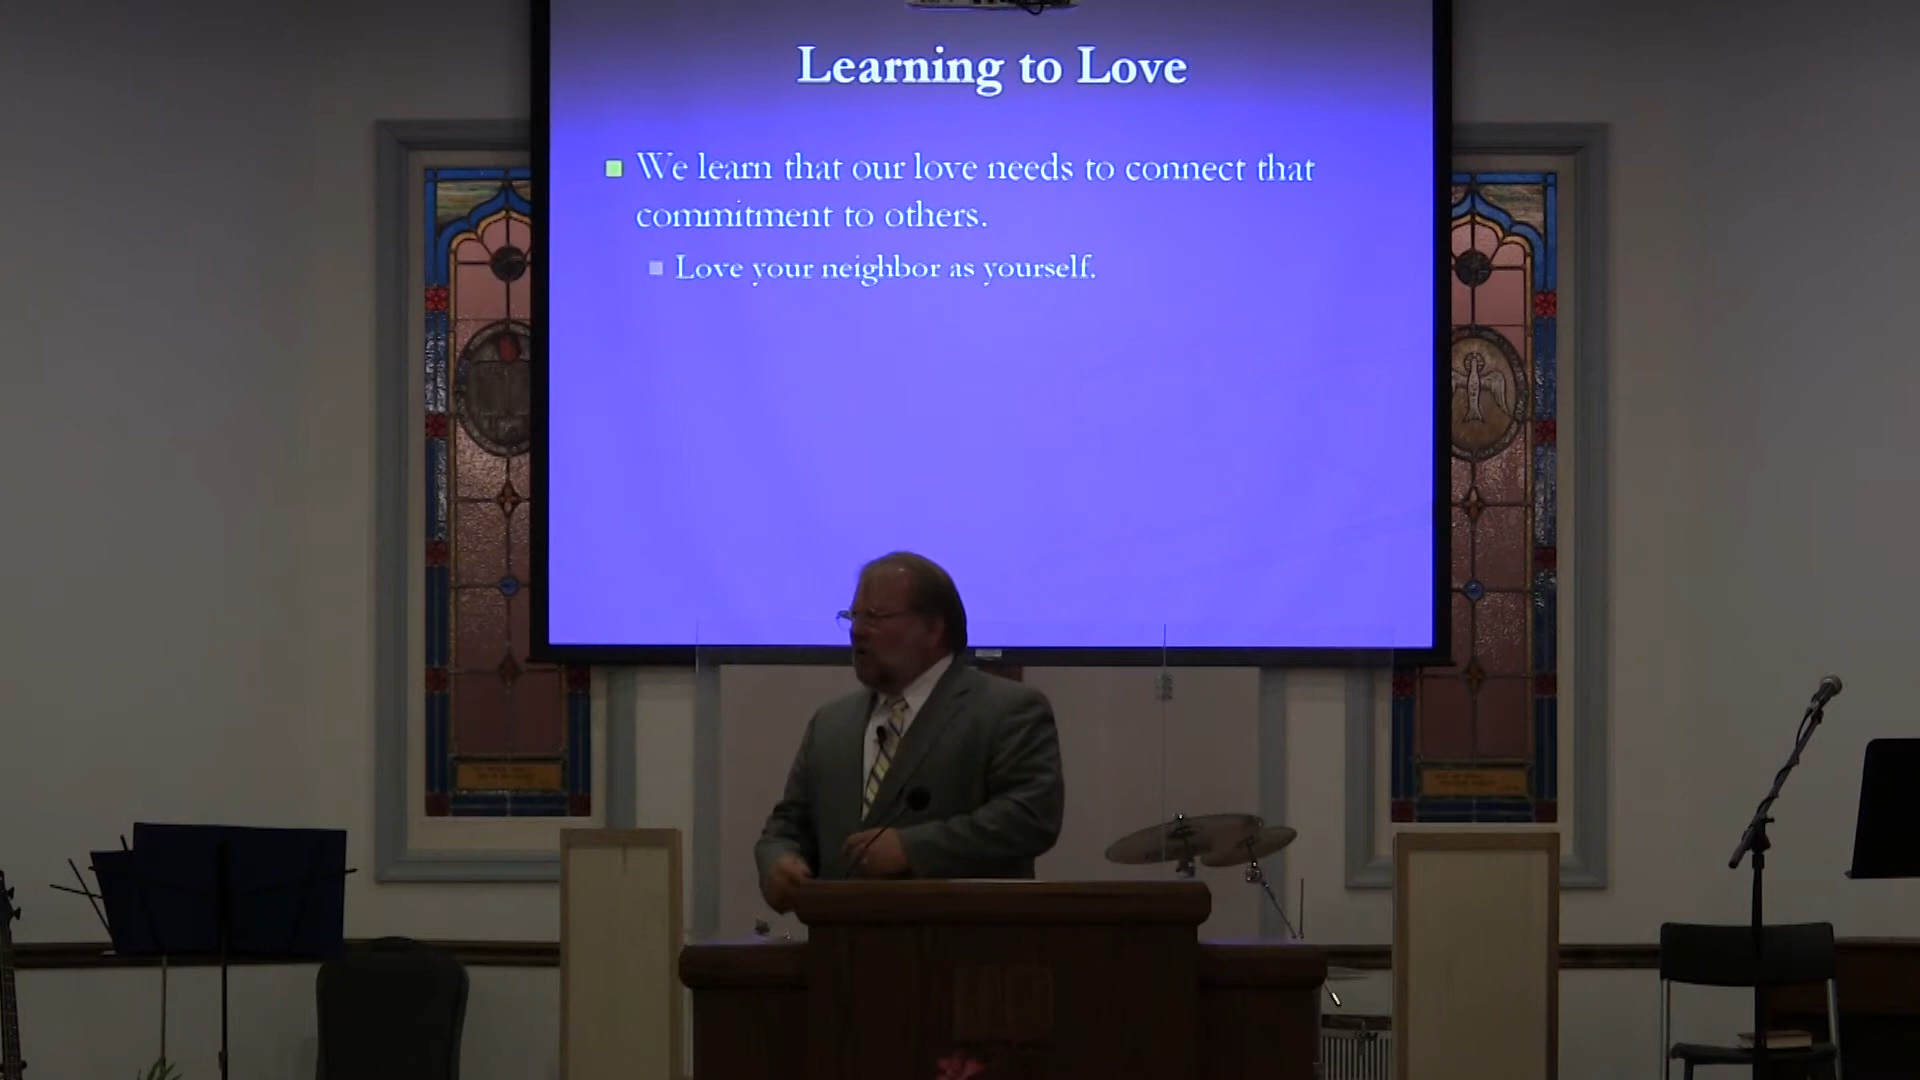 Learning to Love
We learn that our love needs to connect that
commitment to others.
Love your neighbor as yourself.